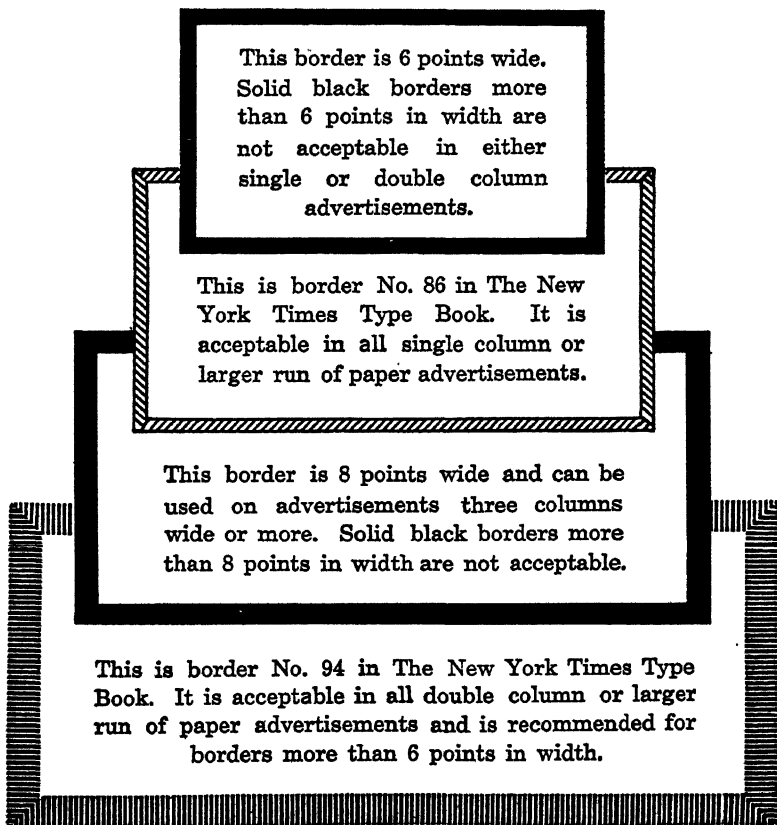 This border is 6 points wide.
Solid black borders more
than 6 points in width are
not acceptable in either
single or double column
advertisements.
This is border No. 86 in The New
York Times Type Book. It is
acceptable in all single column or
larger run of paper advertisements.
This border is 8 points wide and can be
used on advertisements three columns
wide or more. Solid black borders more
than 8 points in width are not acceptable.
This is border No. 94 in The New York Times Type
Book. It is acceptable in all double column or larger
run of paper advertisements and is recommended for
borders more than 6 points in width.